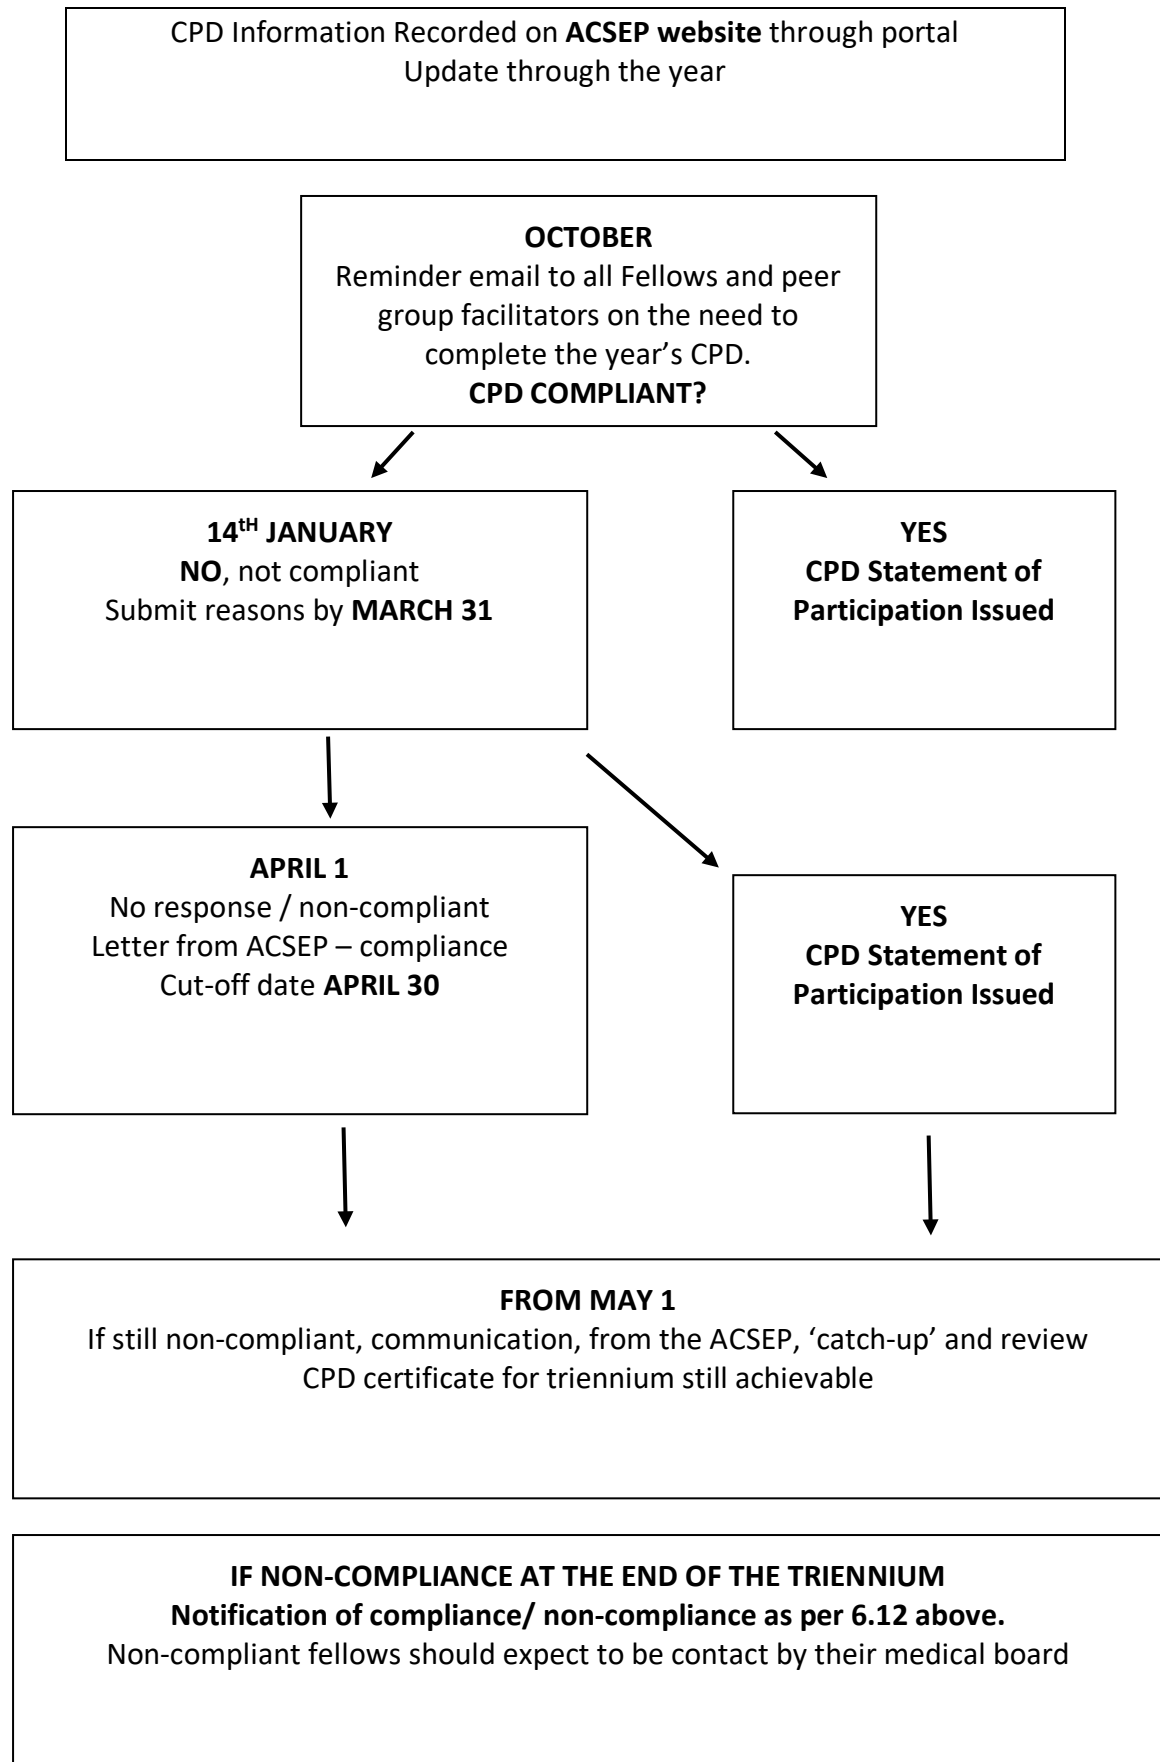 CPD Information Recorded on ACSEP website through portal
Update through the year
OCTOBER
Reminder email to all Fellows and peer
group facilitators on the need to
complete the year’s CPD.
CPD COMPLIANT?
14tH JANUARY
NO, not compliant
Submit reasons by MARCH 31
YES
CPD Statement of
Participation Issued
APRIL 1
No response / non-compliant
Letter from ACSEP – compliance
Cut-off date APRIL 30
YES
CPD Statement of
Participation Issued
FROM MAY 1
If still non-compliant, communication, from the ACSEP, ‘catch-up’ and review
CPD certificate for triennium still achievable
IF NON-COMPLIANCE AT THE END OF THE TRIENNIUM
Notification of compliance/ non-compliance as per 6.12 above.
Non-compliant fellows should expect to be contact by their medical board